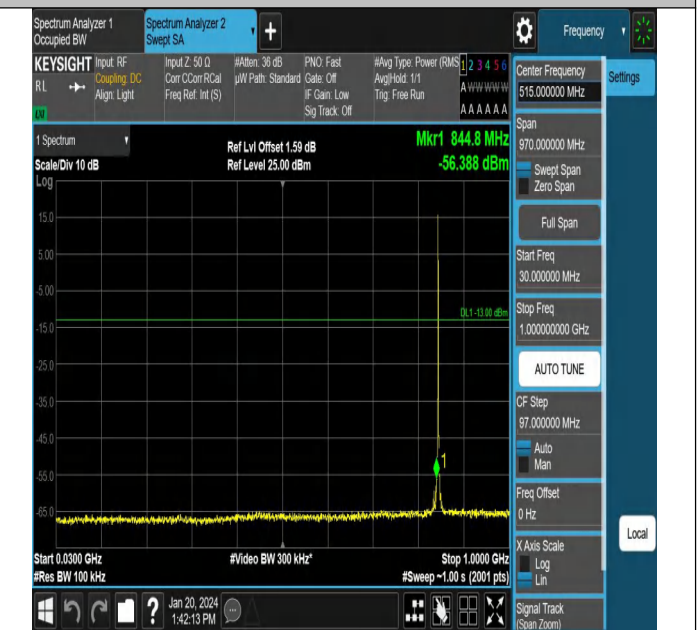 Spectrum Analyzer 1
Occupied BW
Spectrum Analyzer 2
Swept SA
+
Frequency
KEYSIGHT
RL
LXI
Input: RF
Coupling: DC
Align: Light
Input Z: 50 Ω
Corr CCorr RCal
Freq Ref: Int (S)
#Atten: 36 dB
µW Path: Standard
PNO: Fast
Gate: Off
IF Gain: Low
Sig Track: Off
#Avg Type: Power (RMS
Avg|Hold: 1/1
Trig: Free Run
1 2 3 4 5 6
A W W W W W
A A A A A A
1 Spectrum
Scale/Div 10 dB
Log
Ref Lvl Offset 1.59 dB
Ref Level 25.00 dBm
Mkr1 844.8 MHz
-56.388 dBm
15.0
5.00
-5.00
-15.0
-25.0
-35.0
-45.0
-55.0
-65.0
DL1 -13.00 dBm
1
Start 0.0300 GHz
#Res BW 100 kHz
#Video BW 300 kHz*
Stop 1.0000 GHz
#Sweep ~1.00 s (2001 pts)
Jan 20, 2024
1:42:13 PM
?
Center Frequency
515.000000 MHz
Settings
Span
970.000000 MHz
Swept Span
Zero Span
Full Span
Start Freq
30.000000 MHz
Stop Freq
1.000000000 GHz
AUTO TUNE
CF Step
97.000000 MHz
Auto
Man
Freq Offset
0 Hz
X Axis Scale
Log
Lin
Signal Track
(Span Zoom)
Local